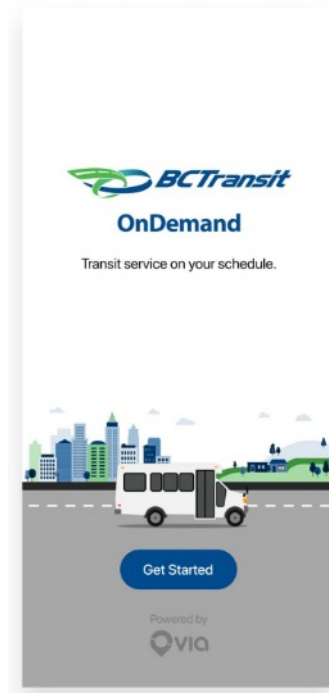 BCTransit
OnDemand
Transit service on your schedule.
Get Started
Powered by
via